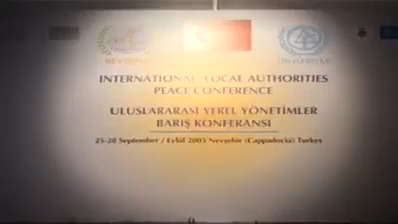 INTERNATIONAL LOCAL AUTHORITIES
PEACE CONFERENCE
ULUSLARARASI YEREL YÖNETİMLER
BARIŞ KONFERANSI
25-28 September / Eylül 2005 Nevşehir (Cappadocia) Turkey